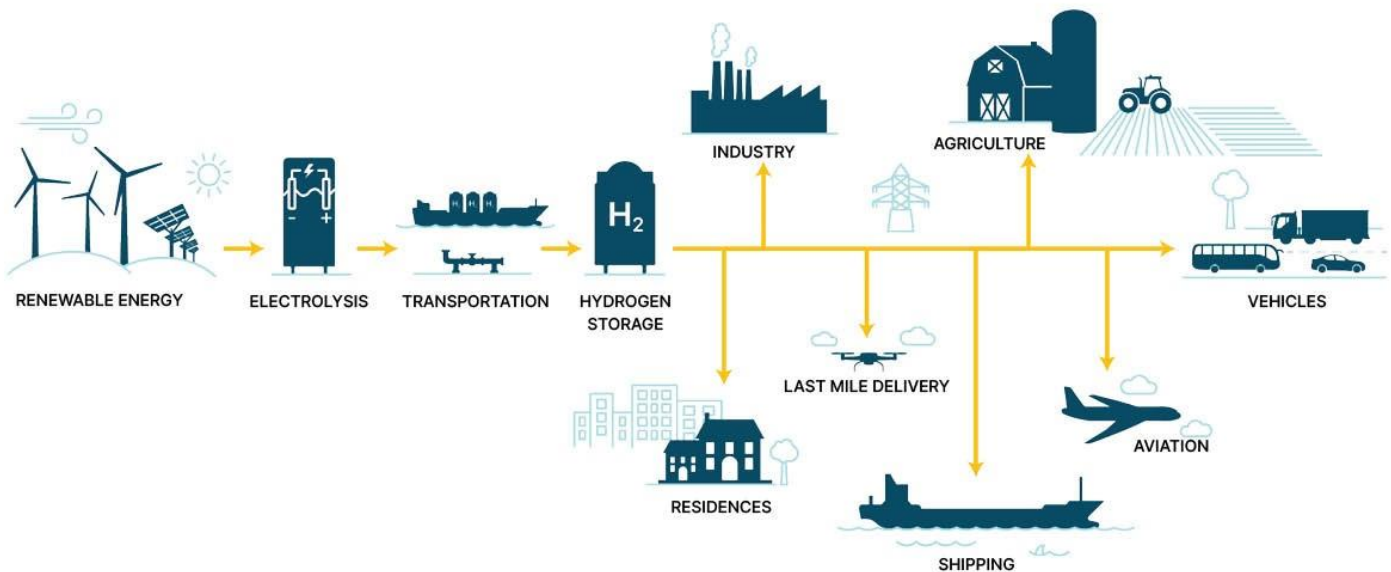 INDUSTRY
AGRICULTURE
H₂
- +
RENEWABLE ENERGY
ELECTROLYSIS
TRANSPORTATION
HYDROGEN
STORAGE
VEHICLES
LAST MILE DELIVERY
AVIATION
RESIDENCES
SHIPPING